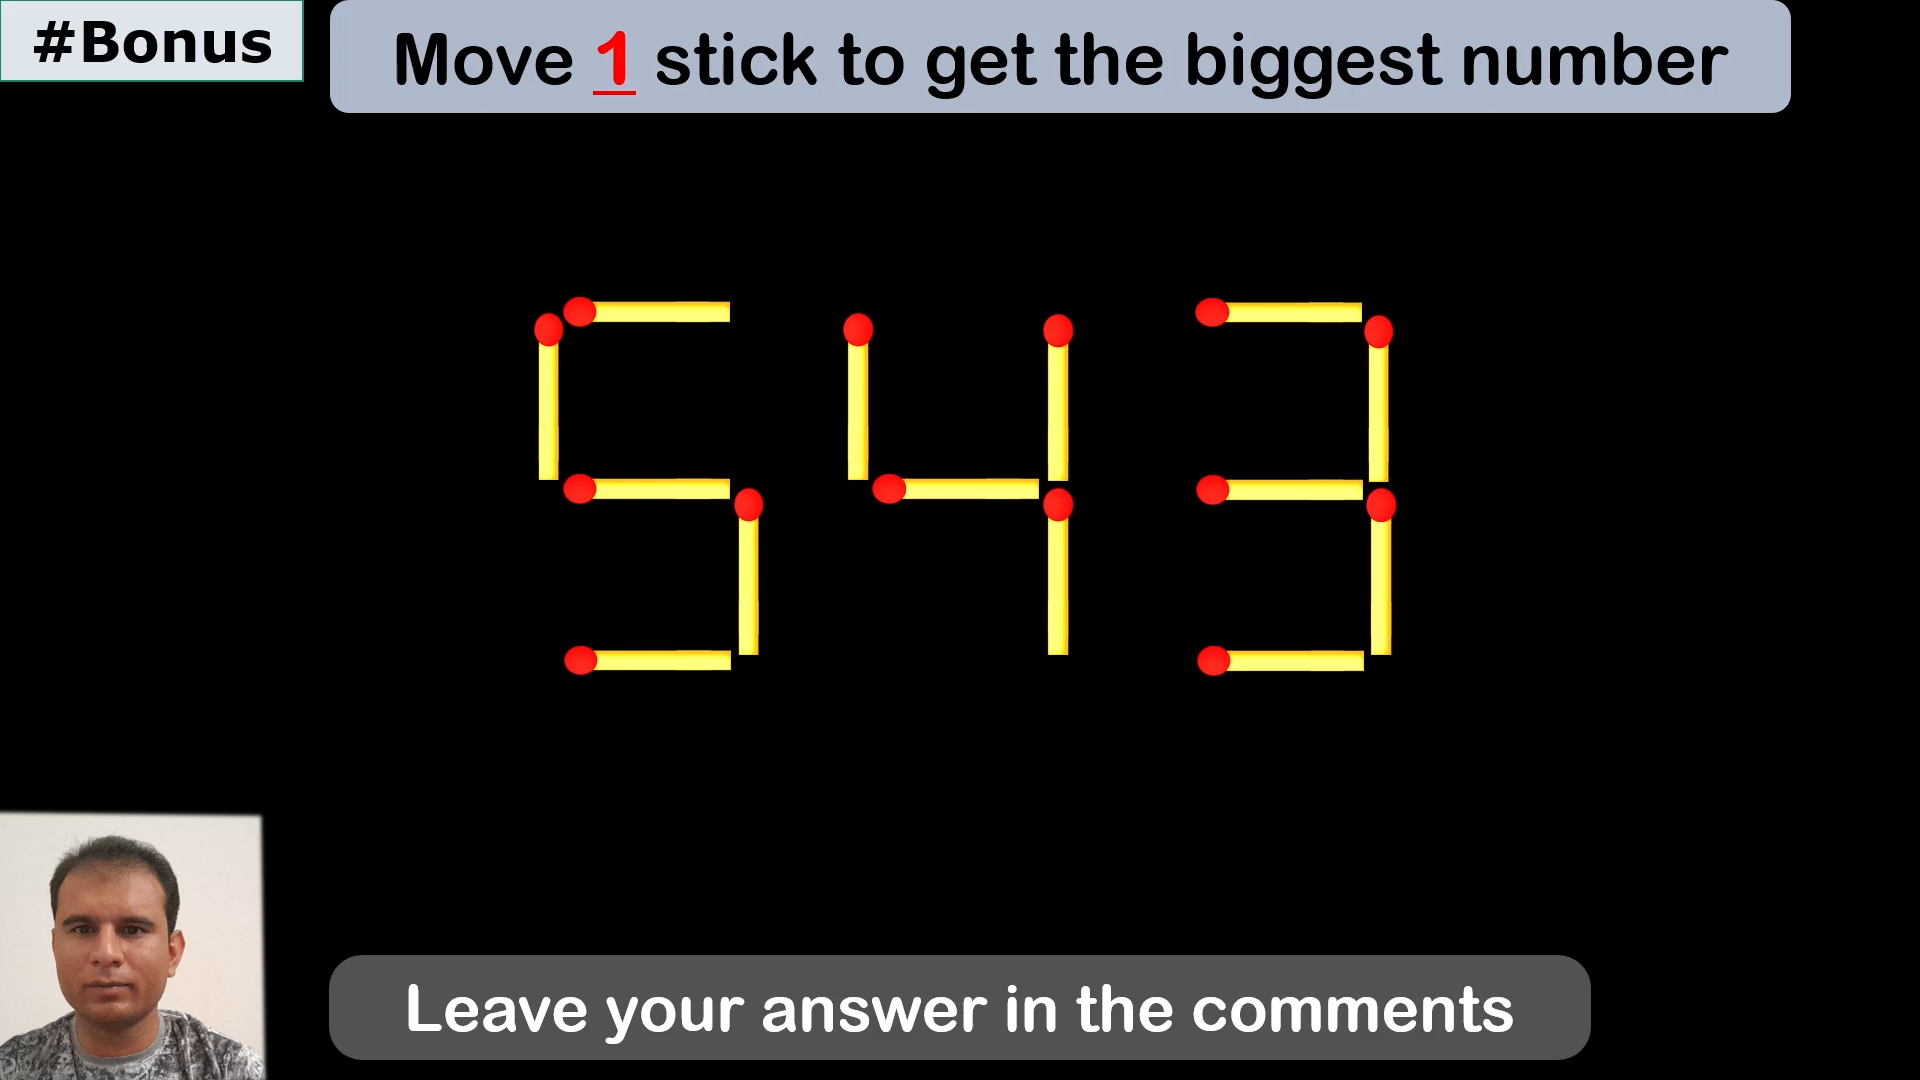 #Bonus
Move 1 stick to get the biggest number
543
Leave your answer in the comments